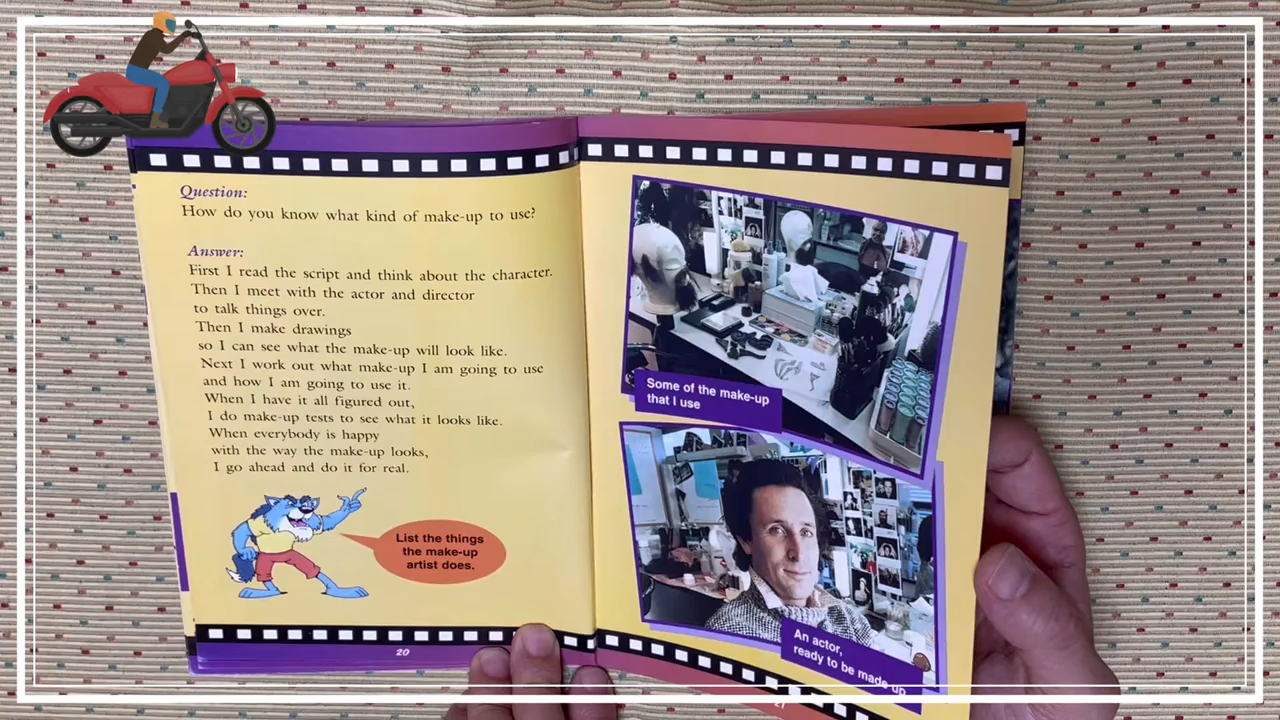 Question:
How do you know what kind of make-up to use?
Answer:
First I read the script and think about the character.
Then I meet with the actor and director
to talk things over.
Then I make drawings
so I can see what the make-up will look like.
Next I work out what make-up I am going to use
and how I am going to use it.
When I have it all figured out,
I do make-up tests to see what it looks like.
When everybody is happy
with the way the make-up looks,
I go ahead and do it for real.
List the things
the make-up
artist does.
20
Some of the make-up
that I use
An actor,
ready to be made up
21